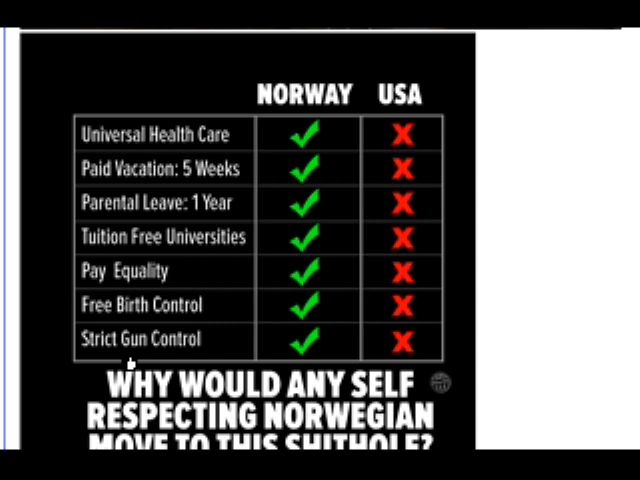 NORWAY USA
Universal Health Care
Paid Vacation: 5 Weeks
Parental Leave: 1 Year
Tuition Free Universities
Pay Equality
Free Birth Control
Strict Gun Control
WHY WOULD ANY SELF
RESPECTING NORWEGIAN
MOVE TO THIS SHITHOLE?